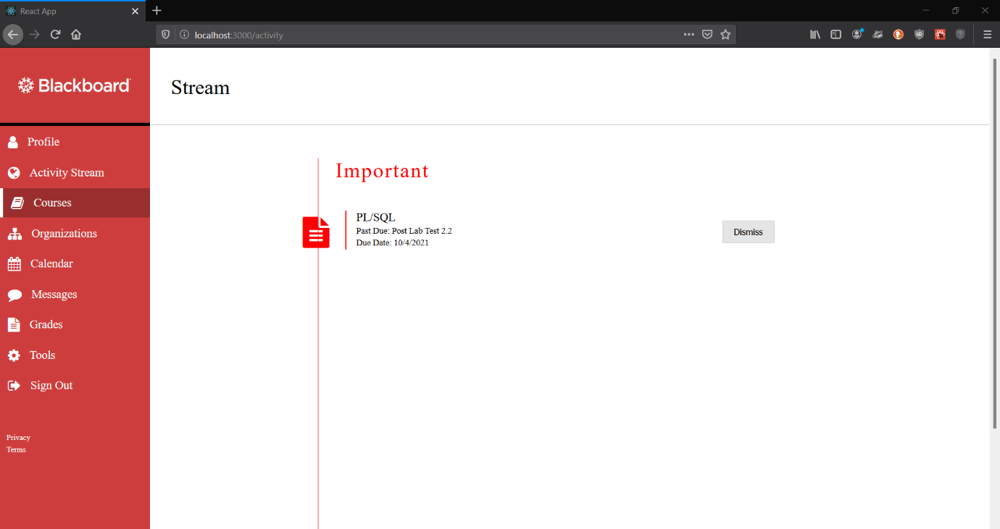 React App
localhost:3000/activity
Blackboard
Stream
Profile
Activity Stream
Courses
Organizations
Calendar
Messages
Grades
Tools
Sign Out
Privacy
Terms
Important
PL/SQL
Past Due: Post Lab Test 2.2
Due Date: 10/4/2021
Dismiss